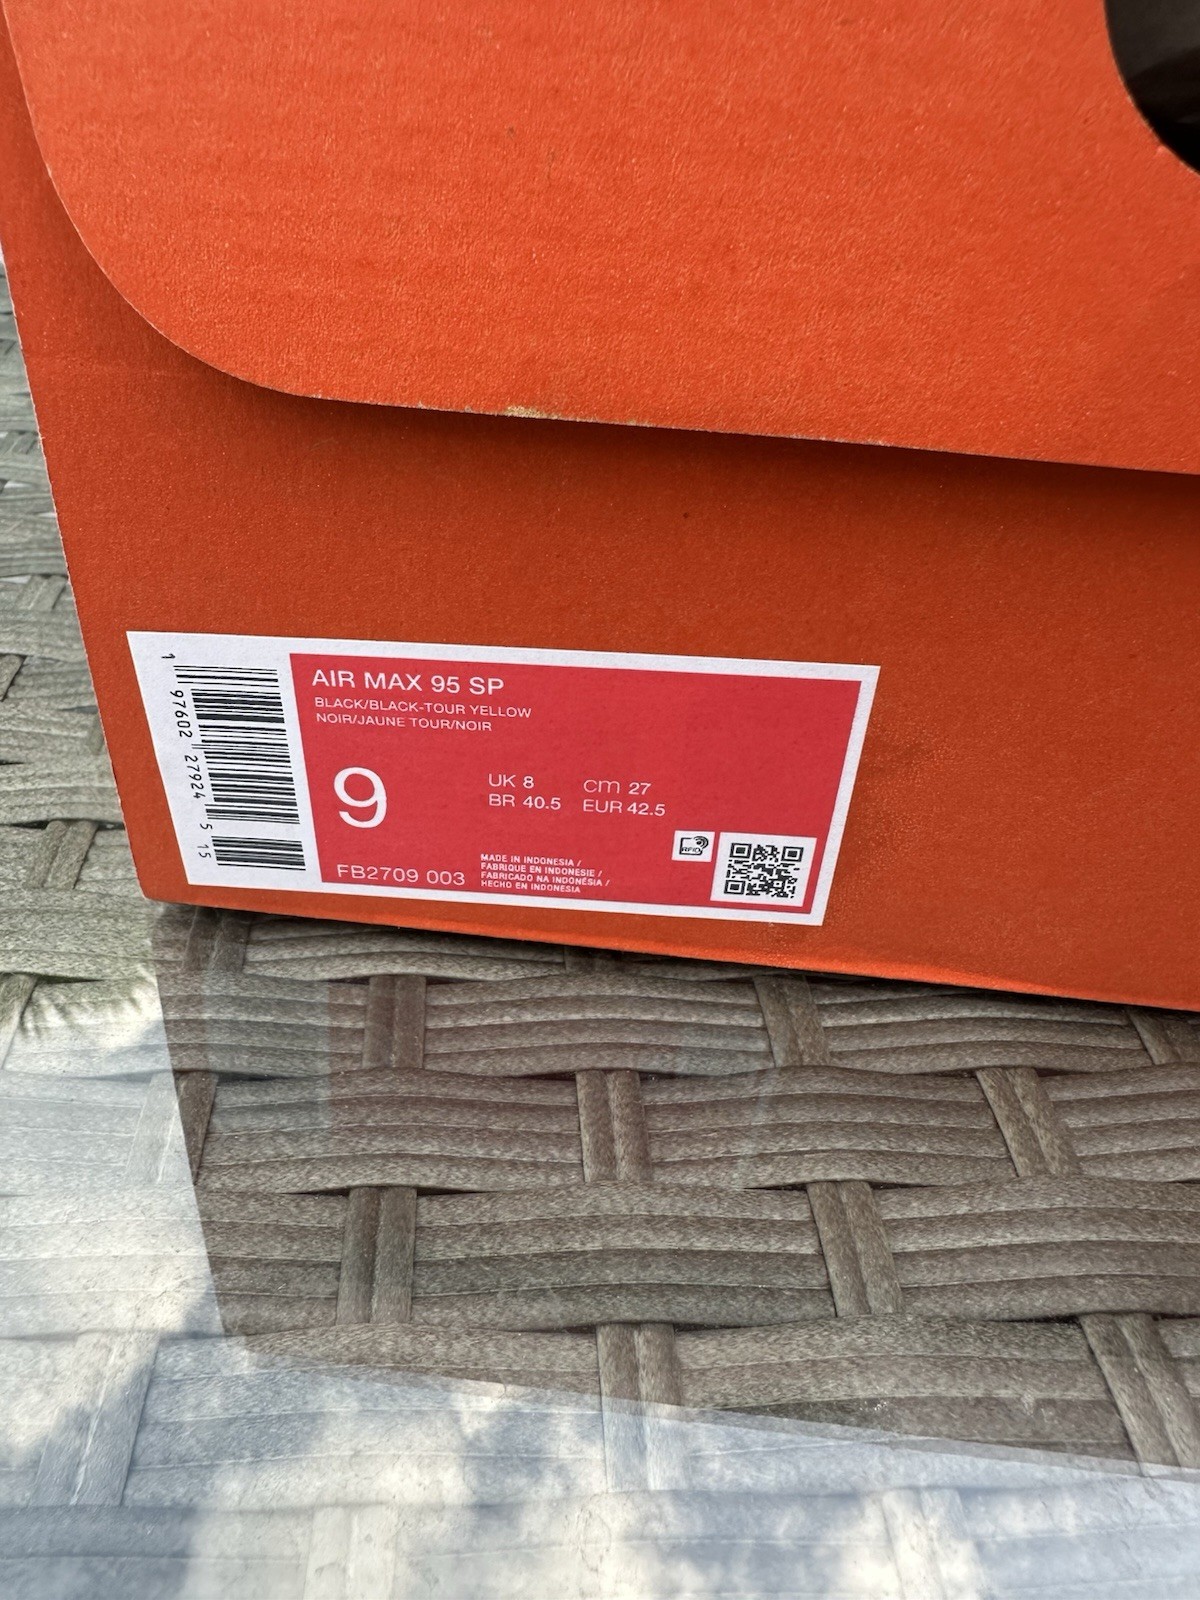 AIR MAX 95 SP
BLACK/BLACK-TOUR YELLOW
NOIR/JAUNE TOUR/NOIR
9
UK 8 cm 27
BR 40.5 EUR 42.5
FB2709 003
MADE IN INDONESIA /
FABRIQUE EN INDONESIE /
FABRICADO NA INDONÉSIA /
HECHO EN INDONESIA
RFID
1 97602 27924 5 15